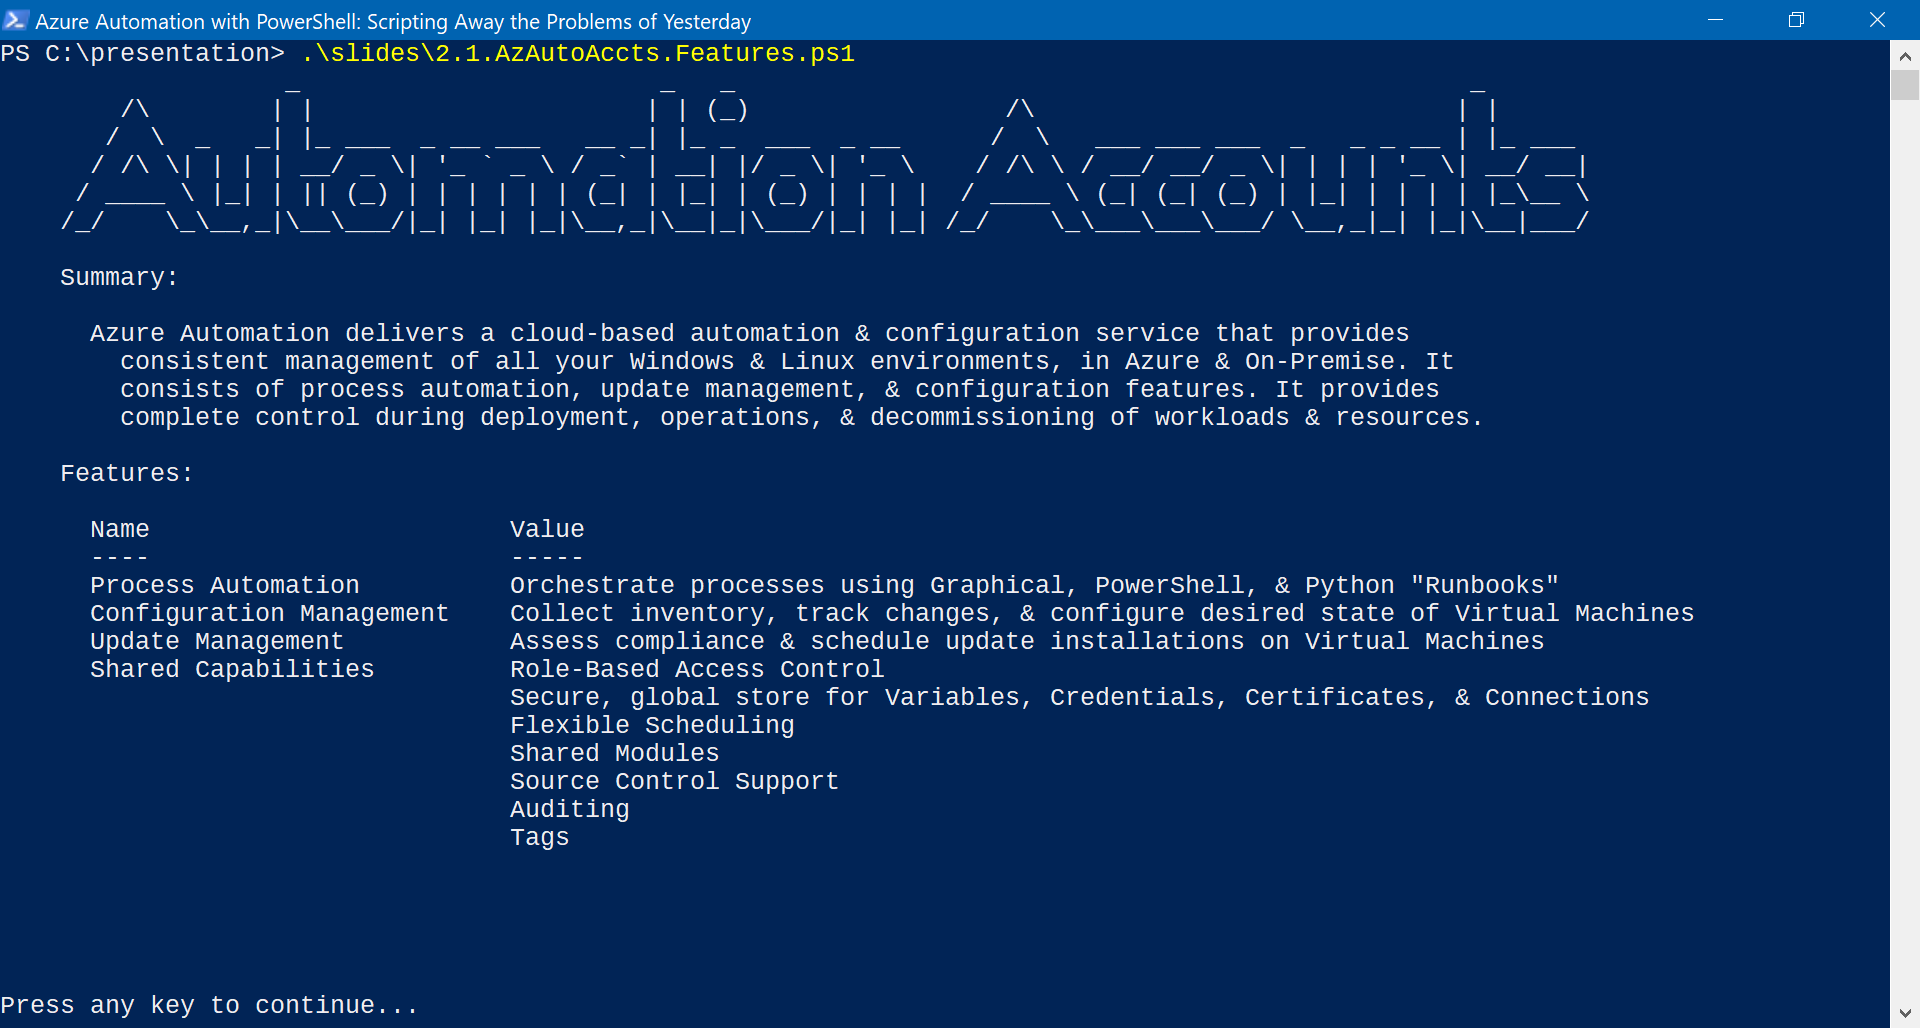 Azure Automation with PowerShell: Scripting Away the Problems of Yesterday
PS C:\presentation> .\slides\2.1.AzAutoAccts.Features.ps1
Automation Accounts
Summary:
Azure Automation delivers a cloud-based automation & configuration service that provides
consistent management of all your Windows & Linux environments, in Azure & On-Premise. It
consists of process automation, update management, & configuration features. It provides
complete control during deployment, operations, & decommissioning of workloads & resources.
Features:
Name Value
---- -----
Process Automation Orchestrate processes using Graphical, PowerShell, & Python "Runbooks"
Configuration Management Collect inventory, track changes, & configure desired state of Virtual Machines
Update Management Assess compliance & schedule update installations on Virtual Machines
Shared Capabilities Role-Based Access Control
Secure, global store for Variables, Credentials, Certificates, & Connections
Flexible Scheduling
Shared Modules
Source Control Support
Auditing
Tags
Press any key to continue...